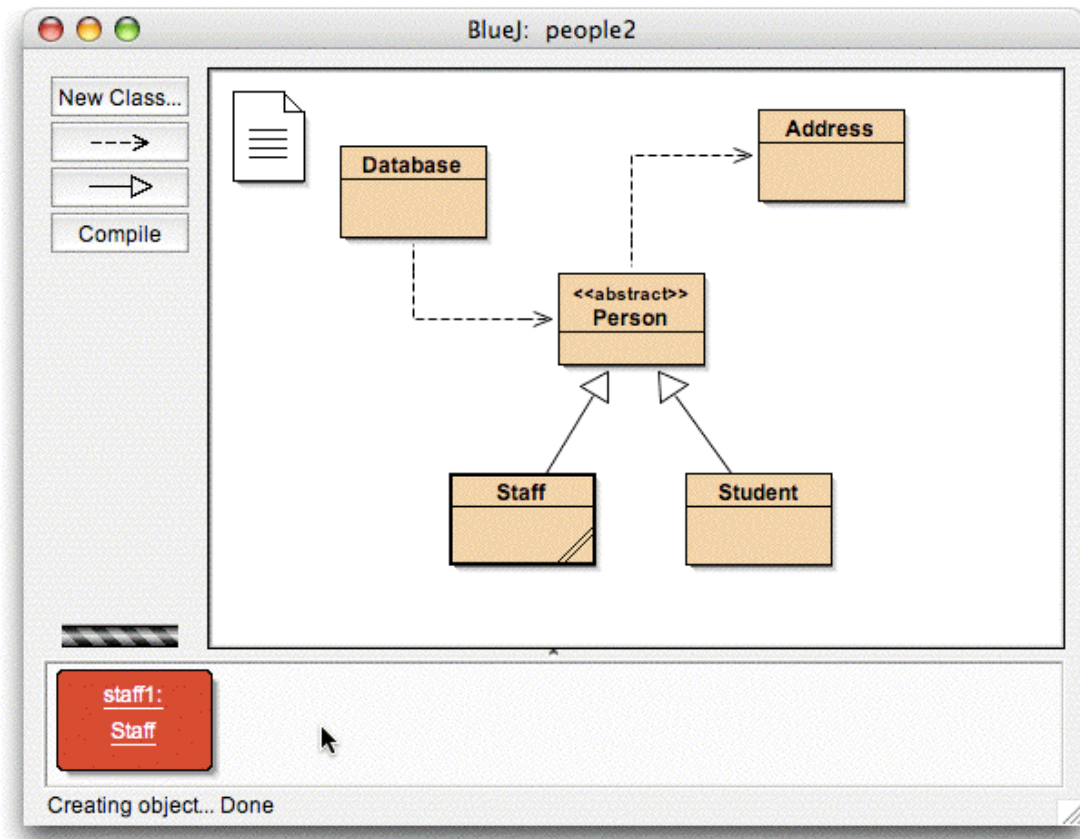 BlueJ: people2
New Class...
Compile
Database
Address
<<abstract>>
Person
Staff
Student
staff1:
Staff
Creating object... Done